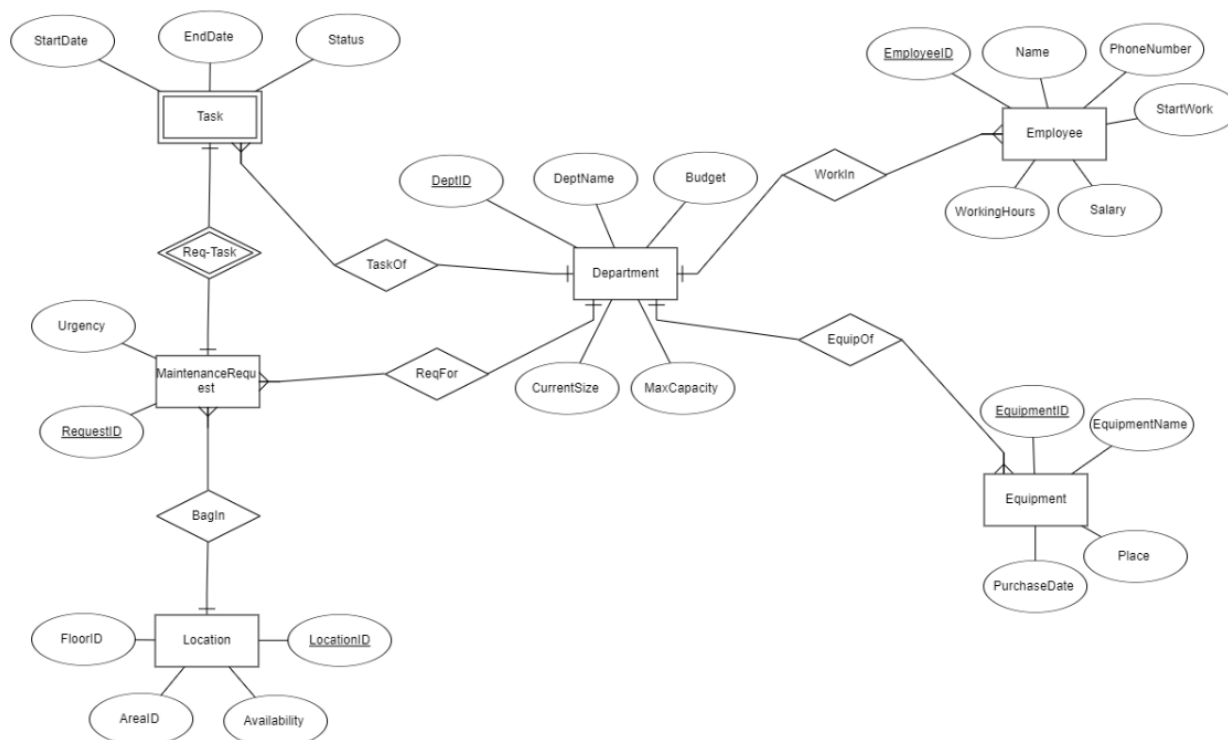 EndDate
StartDate
Status
Task
EmployeeID
Name
PhoneNumber
StartWork
Employee
WorkIn
WorkingHours
Salary
DeptID
DeptName
Budget
Req-Task
TaskOf
Department
Urgency
MaintenanceRequ
est
RequestID
ReqFor
CurrentSize
MaxCapacity
EquipOf
EquipmentID
EquipmentName
Equipment
PurchaseDate
Place
BagIn
FloorID
Location
LocationID
AreaID
Availability